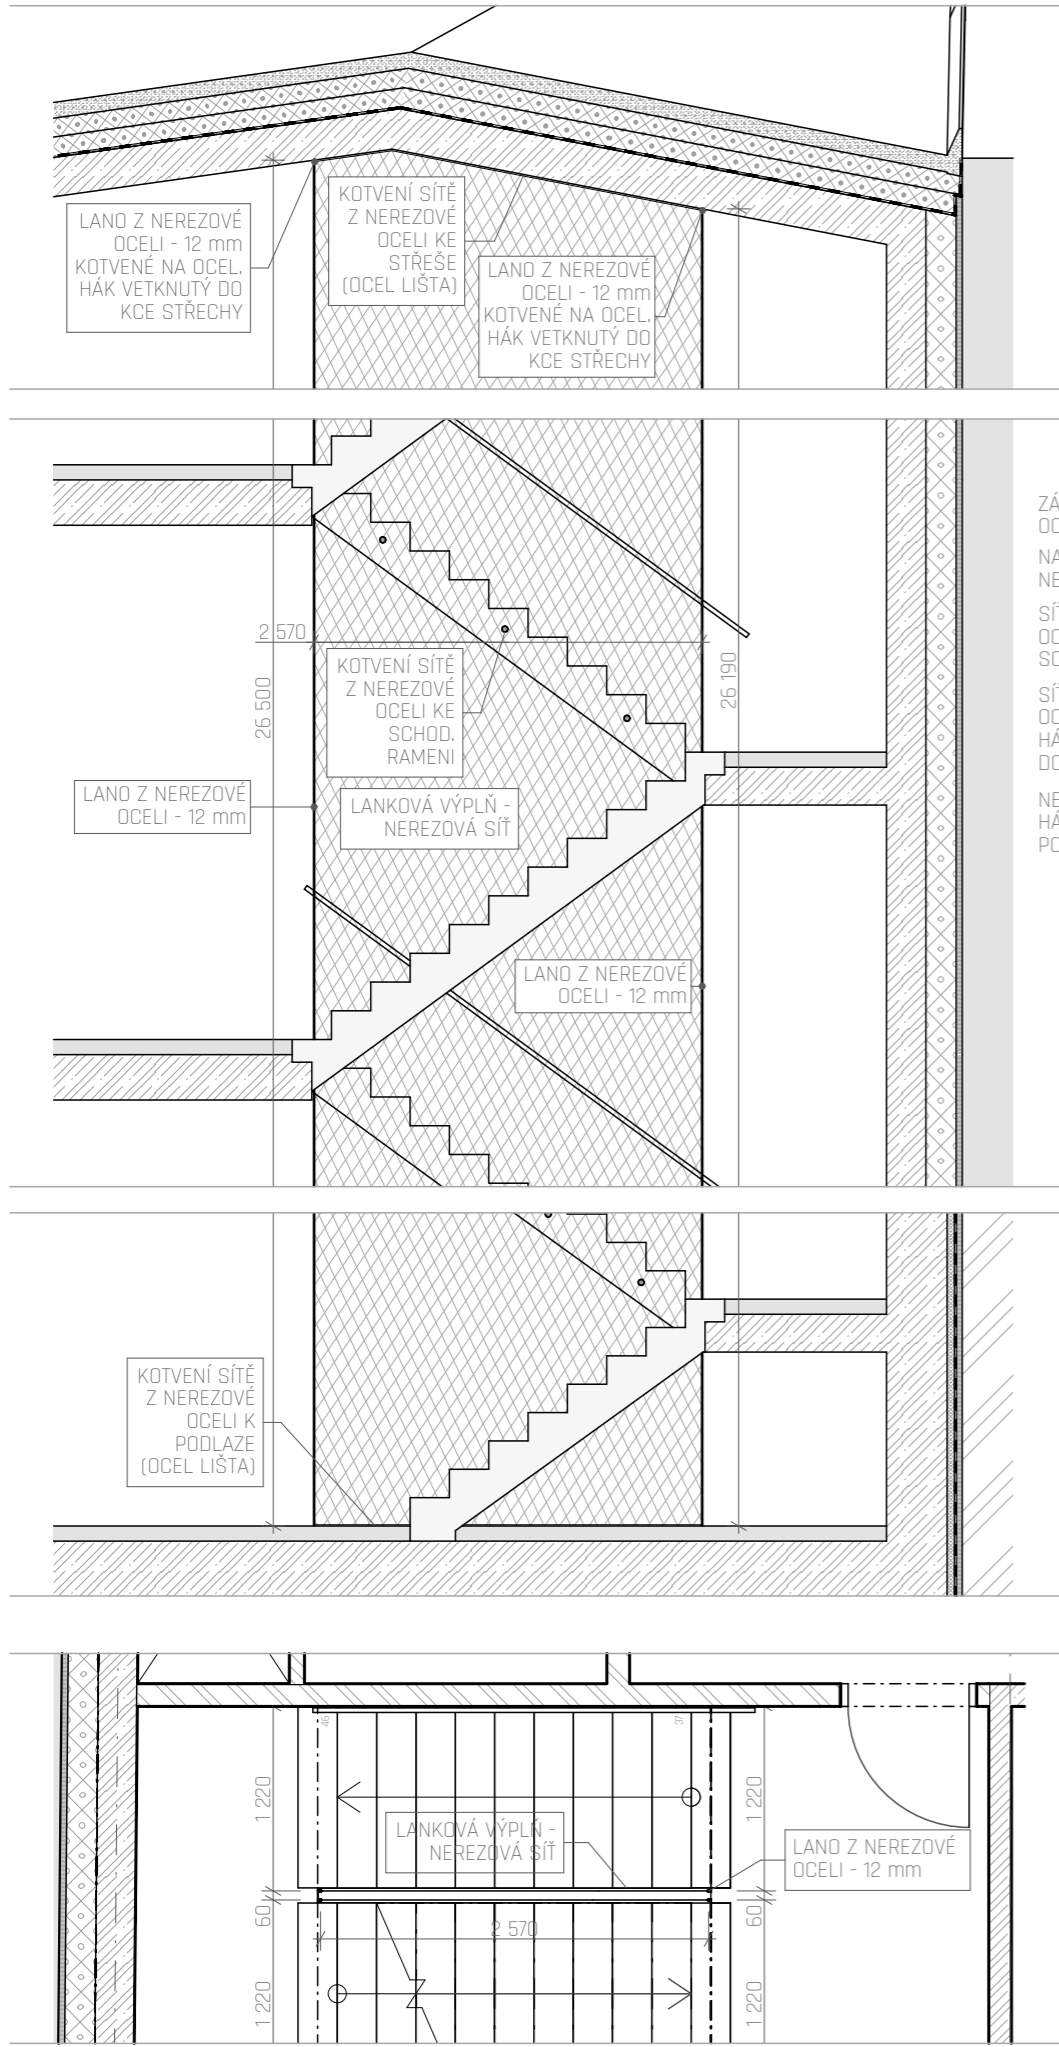 LANO Z NEREZOVÉ
OCELI - 12 mm
KOTVENÉ NA OCEL.
HÁK VETKNUTÝ DO
KCE STŘECHY
KOTVENÍ SÍTĚ
Z NEREZOVÉ
OCELI KE
STŘEŠE
(OCEL LIŠTA)
LANO Z NEREZOVÉ
OCELI - 12 mm
KOTVENÉ NA OCEL.
HÁK VETKNUTÝ DO
KCE STŘECHY
2 570
26 500
26 190
KOTVENÍ SÍTĚ
Z NEREZOVÉ
OCELI KE
SCHOD.
RAMENI
LANO Z NEREZOVÉ
OCELI - 12 mm
LANKOVÁ VÝPLŇ -
NEREZOVÁ SÍŤ
LANO Z NEREZOVÉ
OCELI - 12 mm
KOTVENÍ SÍTĚ
Z NEREZOVÉ
OCELI K
PODLAZE
(OCEL LIŠTA)
46
37
1 220
1 220
LANKOVÁ VÝPLŇ -
NEREZOVÁ SÍŤ
LANO Z NEREZOVÉ
OCELI - 12 mm
60
60
2 570
1 220
1 220